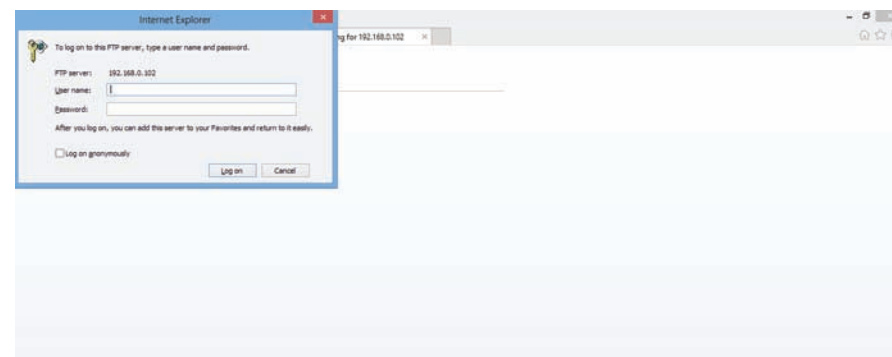 Internet Explorer
ng for 192.168.0.102
To log on to this FTP server, type a user name and password.
FTP server: 192.168.0.102
User name:
Password:
After you log on, you can add this server to your Favorites and return to it easily.
Log on anonymously
Log on Cancel